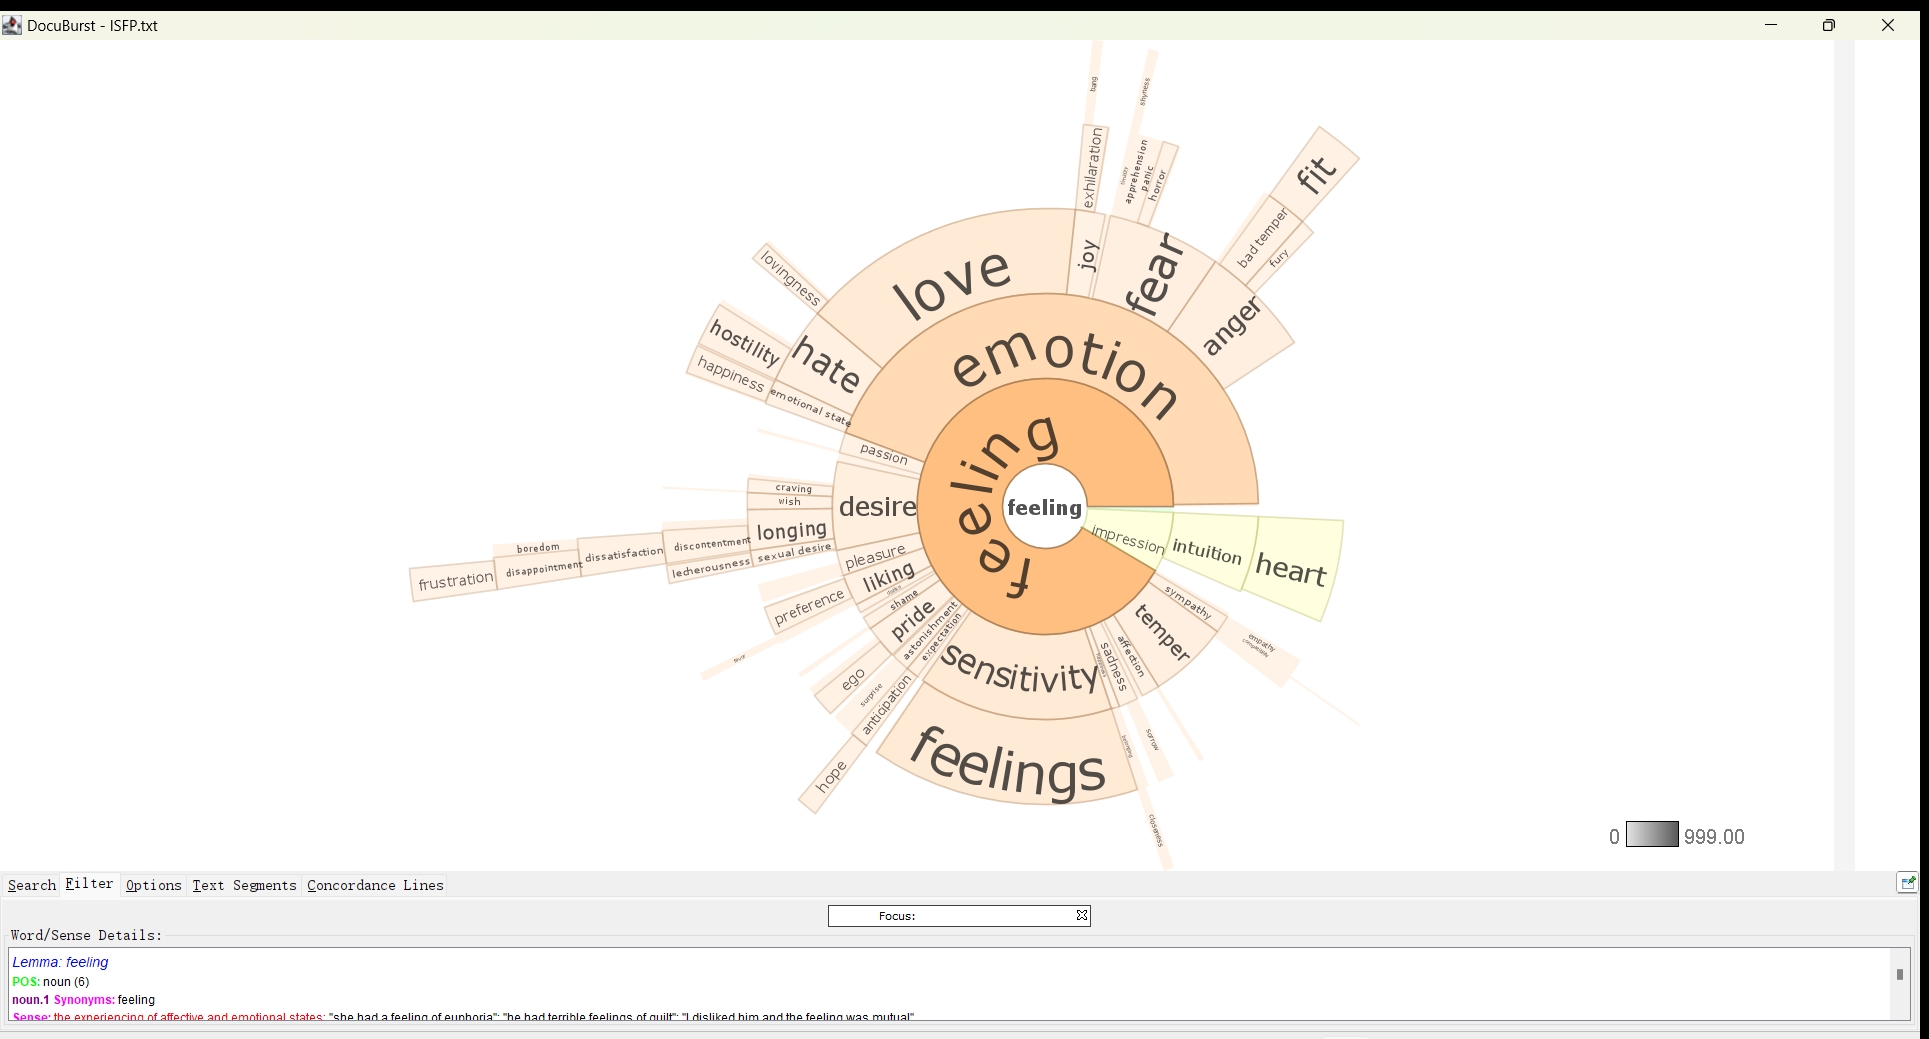 DocuBurst - ISFP.txt
bang
shyness
exhilaration
timidity
apprehension
panic
horror
fit
bad temper
fury
love
joy
fear
anger
lovingness
hostility
happiness
hate
emotional state
emotion
passion
feeling
feeling
craving
wish
longing
sexual desire
desire
discontentment
lecherousness
dissatisfaction
boredom
disappointment
frustration
impression
intuition
heart
pleasure
liking
preference
shame
pride
astonishment
expectation
ego
surprise
anticipation
hope
sensitivity
feelings
sadness
affection
temper
sympathy
empathy
sorrow
belonging
closeness
0 999.00
Search Filter Options Text Segments Concordance Lines
Focus:
Word/Sense Details:
Lemma: feeling
POS: noun (6)
noun.1 Synonyms: feeling
Sense: the experiencing of affective and emotional states; "she had a feeling of euphoria"; "he had terrible feelings of guilt"; "I disliked him and the feeling was mutual"